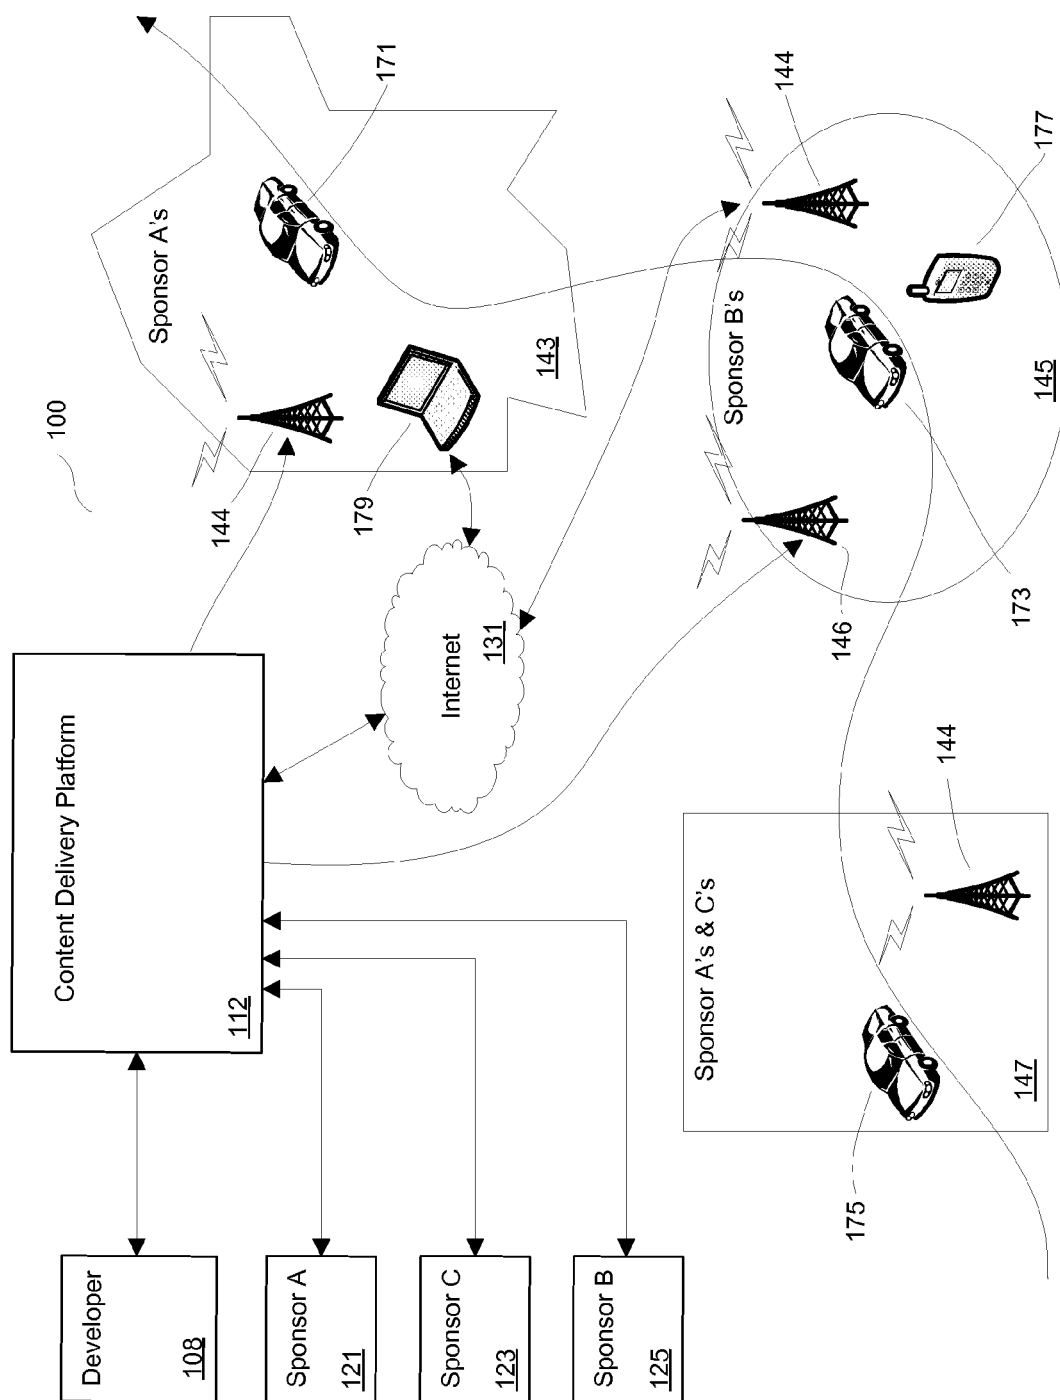 100
Developer
108
Sponsor A
121
Sponsor C
123
Sponsor B
125
Content Delivery Platform
112
Internet
131
Sponsor A's
143
144
171
179
Sponsor B's
145
144
146
173
177
Sponsor A's & C's
147
144
175